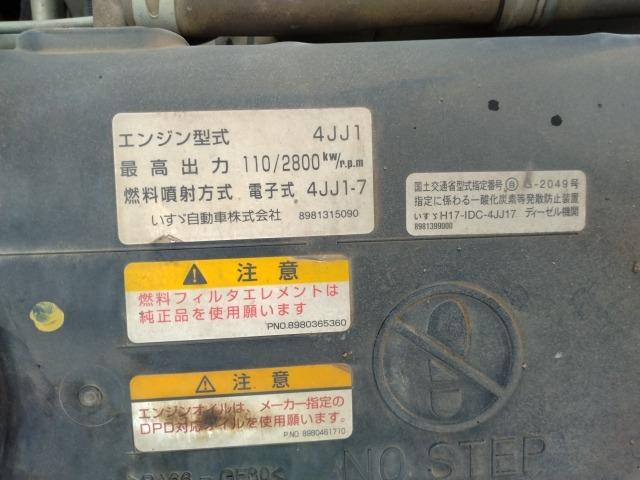 エンジン型式 4JJ1
最高出力 110/2800 kw/r.p.m
燃料噴射方式 電子式 4JJ1-7
いすゞ自動車株式会社 8981315090
国土交通省型式指定番号 G-2049号
指定に係わる一酸化炭素等発散防止装置
いすゞH17-IDC-4JJ17 ディーゼル機関
8981399000
注意
燃料フィルタエレメントは
純正品を使用願います
PNO.8980365360
注意
エンジンオイルは、メーカー指定の
DPD対応オイルを使用願います。
P.NO. 8980461710
NO STEP